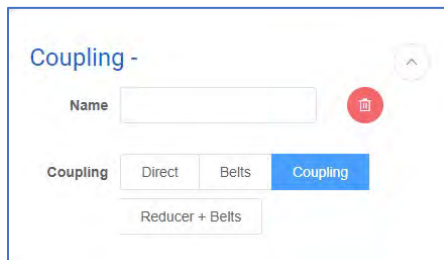 Coupling -
Name
Coupling Direct Belts Coupling
Reducer + Belts